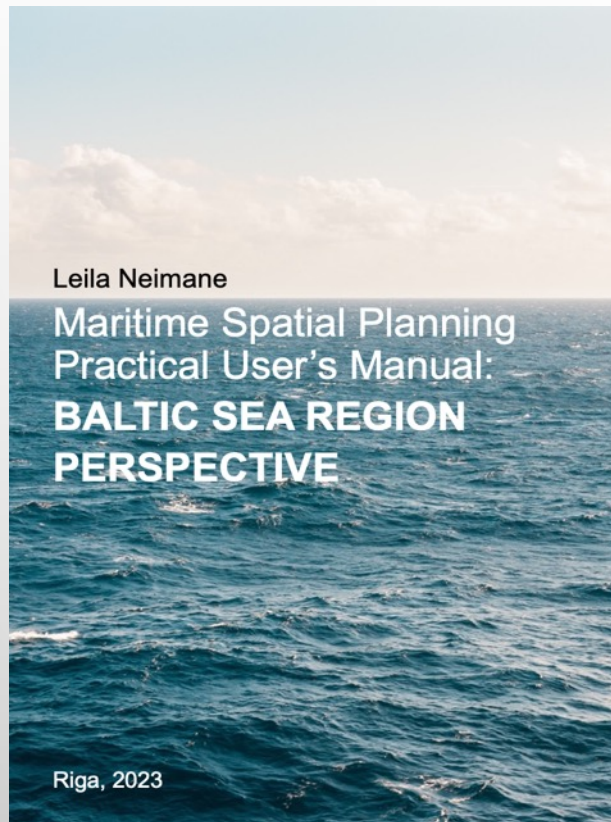 Leila Neimane
Maritime Spatial Planning
Practical User's Manual:
BALTIC SEA REGION
PERSPECTIVE
Riga, 2023